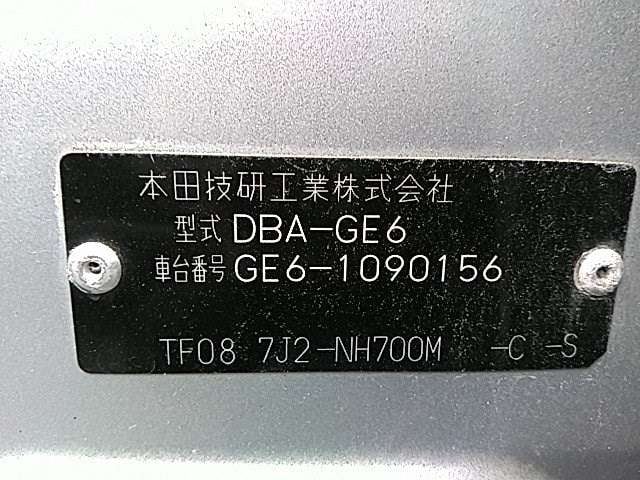 本田技研工業株式会社
型式 DBA-GE6
車台番号 GE6-1090156
TF08 7J2-NH700M -C -S